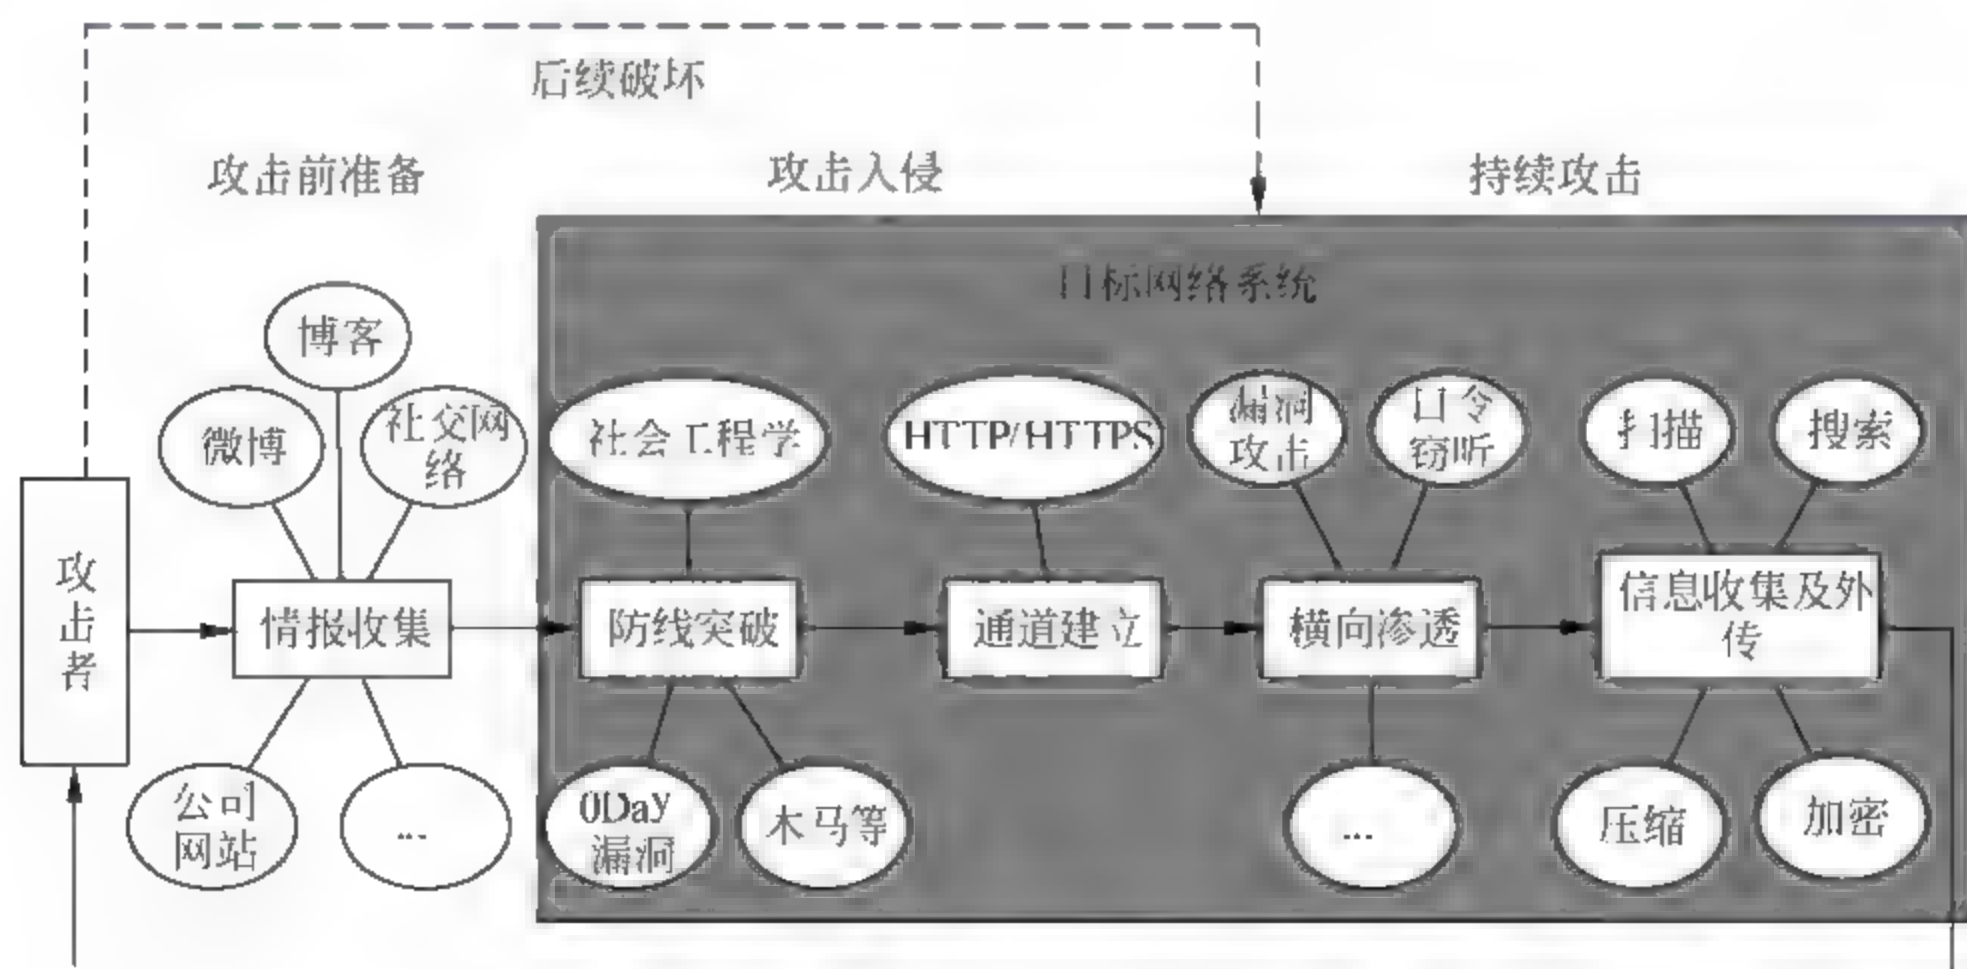 后续破坏
攻击前准备
攻击入侵
持续攻击
目标网络系统
博客
微博
社交网
络
社会工程学
HTTP/HTTPS
漏洞
攻击
口令
窃听
扫描
搜索
攻
击
者
情报收集
防线突破
通道建立
横向渗透
信息收集及外
传
公司
网站
...
0Day
漏洞
木马等
...
压缩
加密